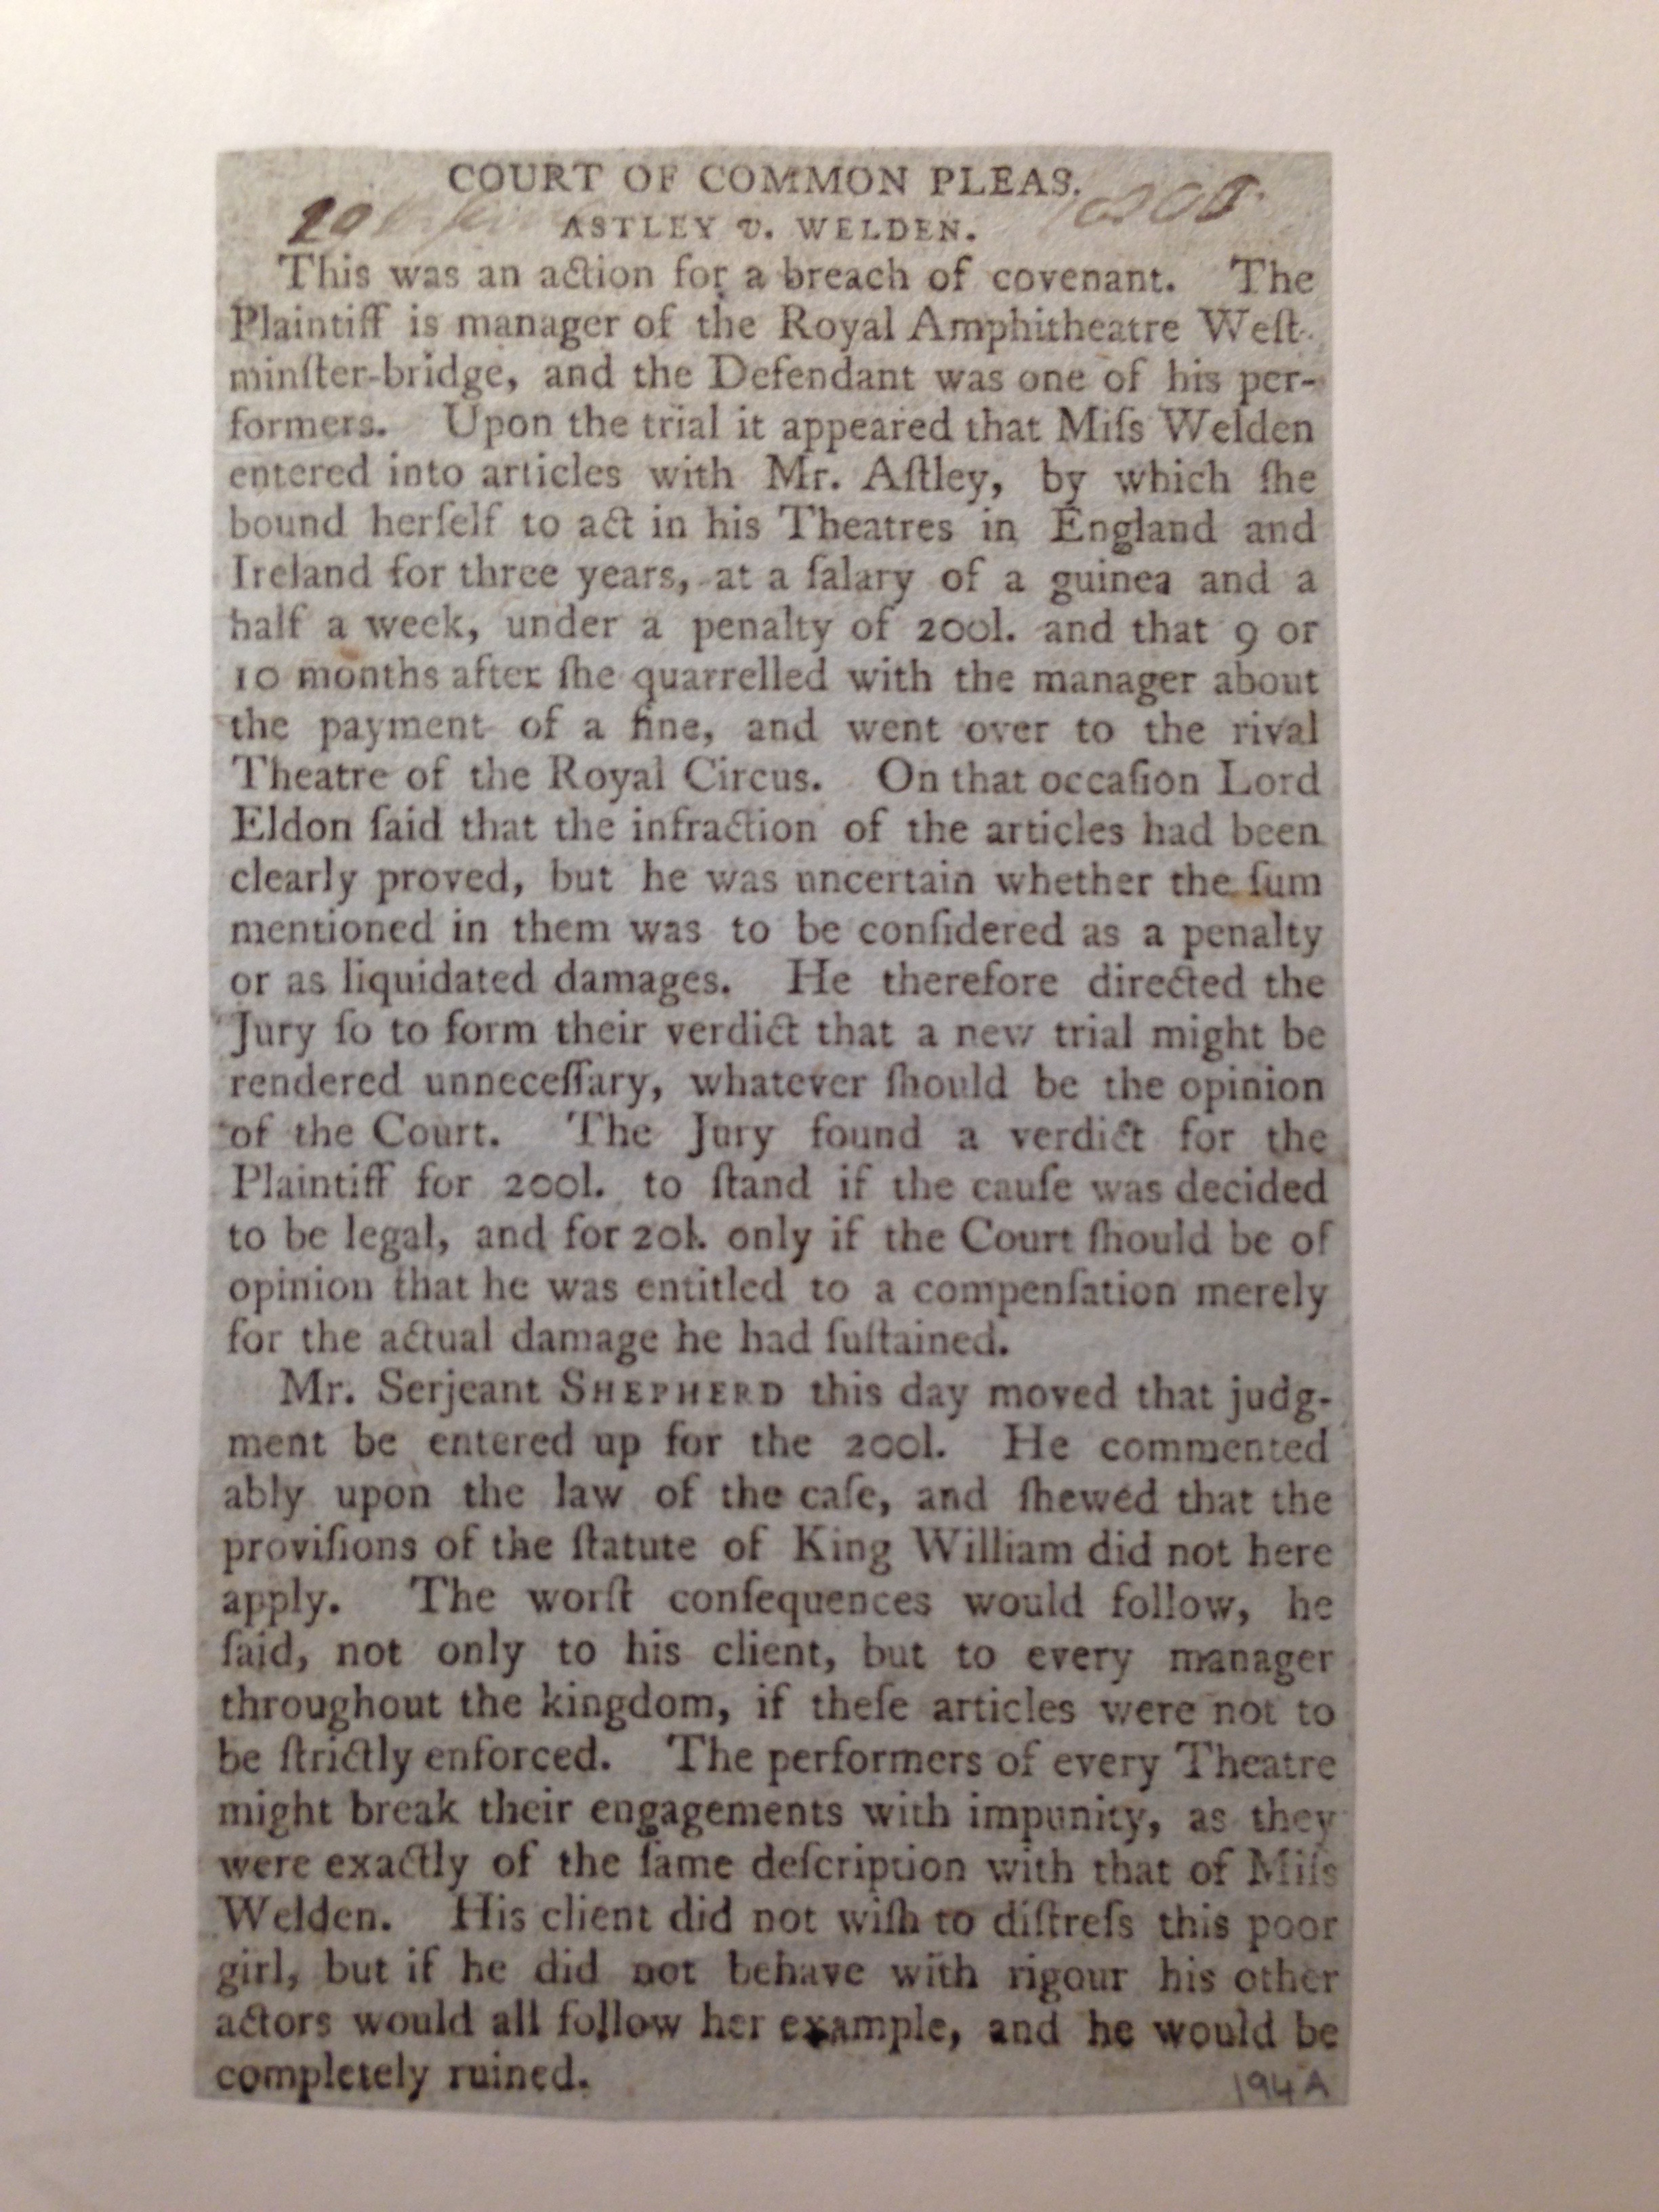 COURT OF COMMON PLEAS.
ASTLEY v. WELDEN.
This was an action for a breach of covenant. The
Plaintiff is manager of the Royal Amphitheatre Weſt-
minſter-bridge, and the Defendant was one of his per-
formers. Upon the trial it appeared that Miſs Welden
entered into articles with Mr. Aſtley, by which ſhe
bound herſelf to act in his Theatres in England and
Ireland for three years, at a ſalary of a guinea and a
half a week, under a penalty of 200l. and that 9 or
10 months after ſhe quarrelled with the manager about
the payment of a fine, and went over to the rival
Theatre of the Royal Circus. On that occaſion Lord
Eldon ſaid that the infraction of the articles had been
clearly proved, but he was uncertain whether the ſum
mentioned in them was to be conſidered as a penalty
or as liquidated damages. He therefore directed the
Jury ſo to form their verdict that a new trial might be
rendered unneceſſary, whatever ſhould be the opinion
of the Court. The Jury found a verdict for the
Plaintiff for 200l. to ſtand if the cauſe was decided
to be legal, and for 20l. only if the Court ſhould be of
opinion that he was entitled to a compenſation merely
for the actual damage he had ſuſtained.
Mr. Serjeant SHEPHERD this day moved that judg-
ment be entered up for the 200l. He commented
ably upon the law of the caſe, and ſhewed that the
proviſions of the ſtatute of King William did not here
apply. The worſt conſequences would follow, he
ſaid, not only to his client, but to every manager
throughout the kingdom, if theſe articles were not to
be ſtrictly enforced. The performers of every Theatre
might break their engagements with impunity, as they
were exactly of the ſame deſcription with that of Miſs
Welden. His client did not wiſh to diſtreſs this poor
girl, but if he did not behave with rigour his other
actors would all follow her example, and he would be
completely ruined.
194A